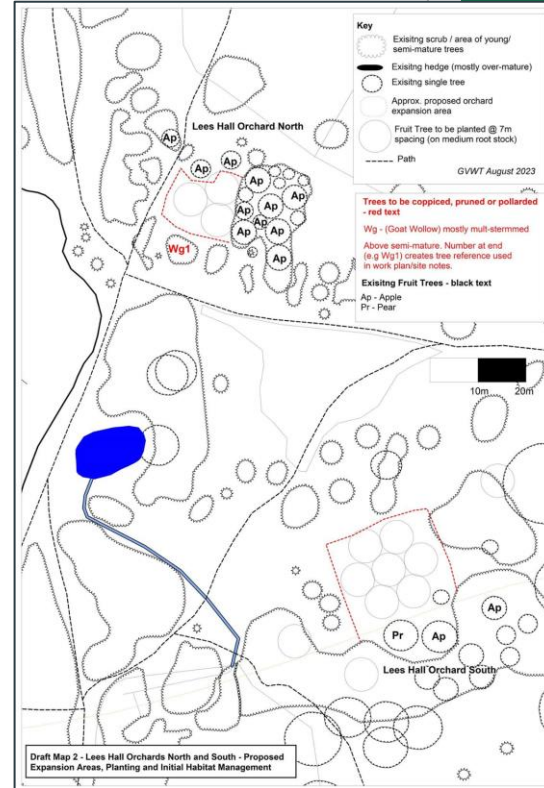 Key
Exisitng scrub / area of young/
semi-mature trees
Exisitng hedge (mostly over-mature)
Exisitng single tree
Approx. proposed orchard
expansion area
Fruit Tree to be planted @ 7m
spacing (on medium root stock)
Path
GVWT August 2023
Trees to be coppiced, pruned or pollarded
- red text
Wg - (Goat Wollow) mostly mult-stermmed
Above semi-mature. Number at end
(e.g Wg1) creates tree reference used
in work plan/site notes.
Exisitng Fruit Trees - black text
Ap - Apple
Pr - Pear
10m 20m
Lees Hall Orchard North
Ap
Ap
Ap
Ap
Ap
Ap
Ap
Ap
Ap
Ap
Ap
Wg1
Ap
Pr
Ap
Lees Hall Orchard South
Draft Map 2 - Lees Hall Orchards North and South - Proposed
Expansion Areas, Planting and Initial Habitat Management